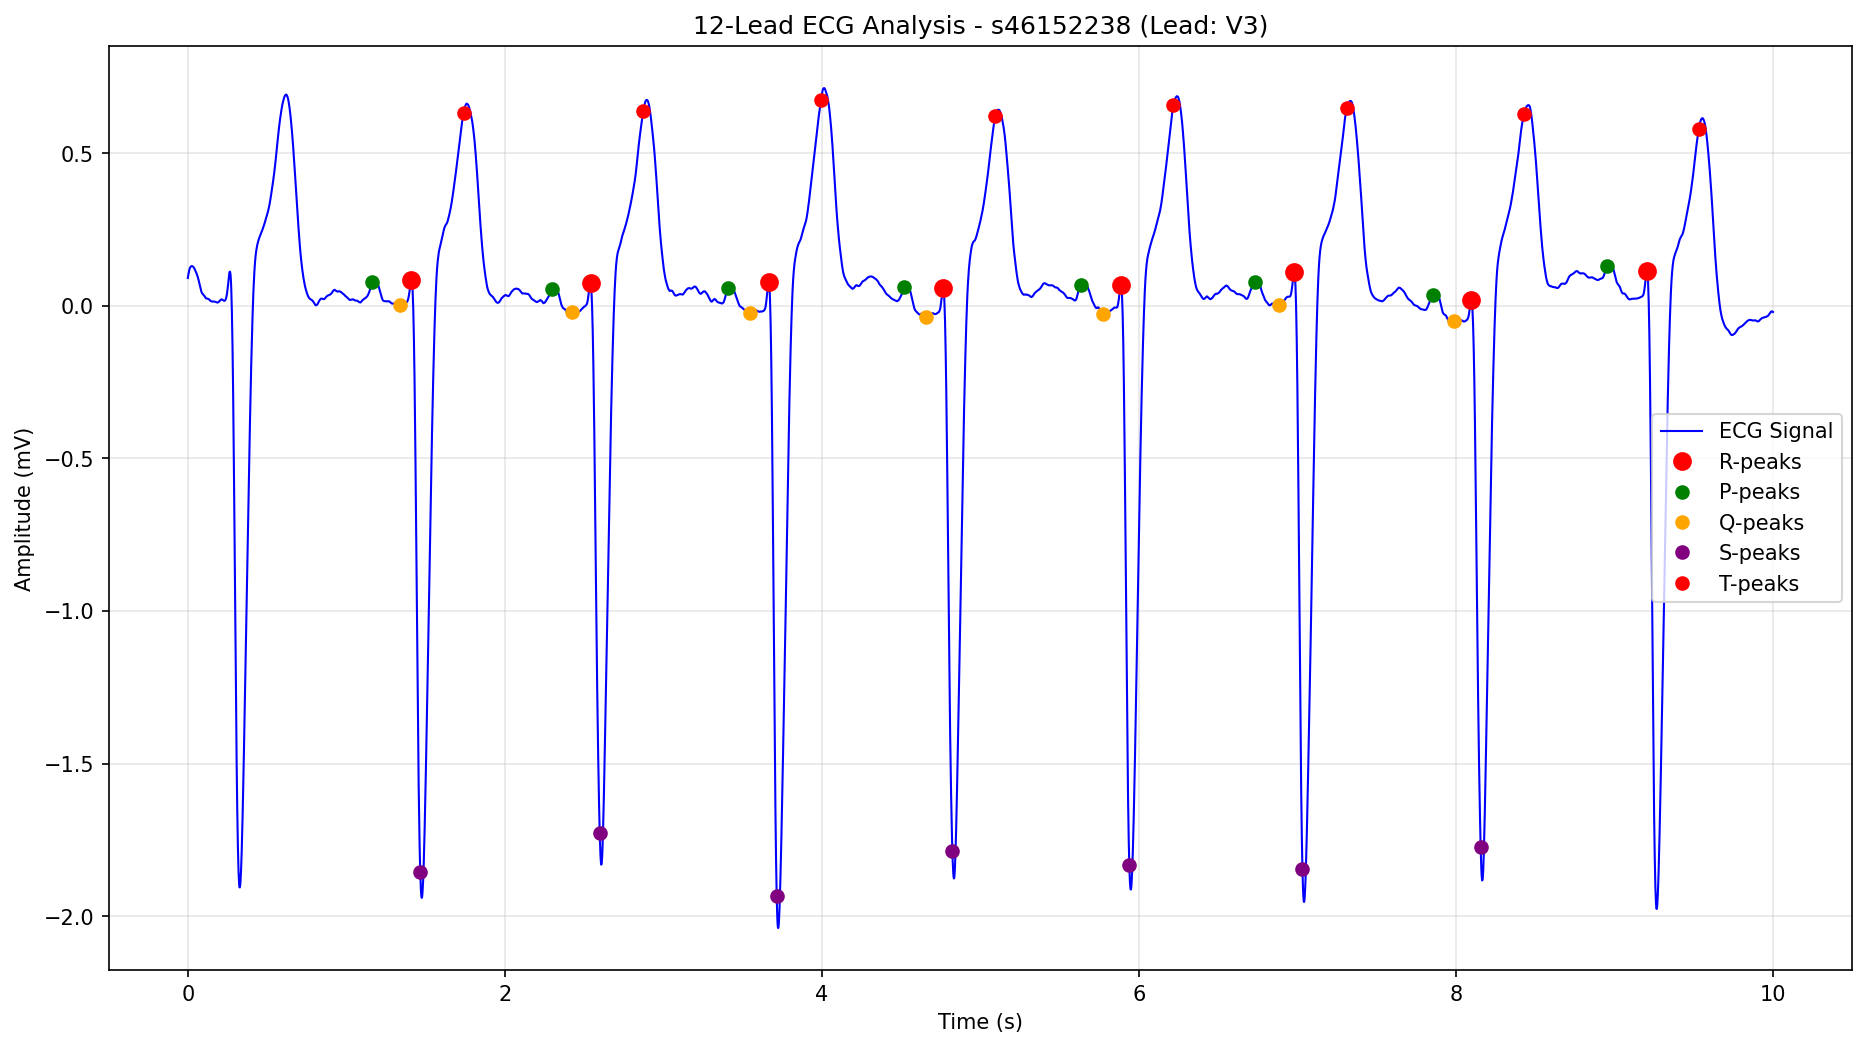 12-Lead ECG Analysis - s46152238 (Lead: V3)
Amplitude (mV)
0.5
0.0
−0.5
−1.0
−1.5
−2.0
ECG Signal
R-peaks
P-peaks
Q-peaks
S-peaks
T-peaks
0 2 4 6 8 10
Time (s)